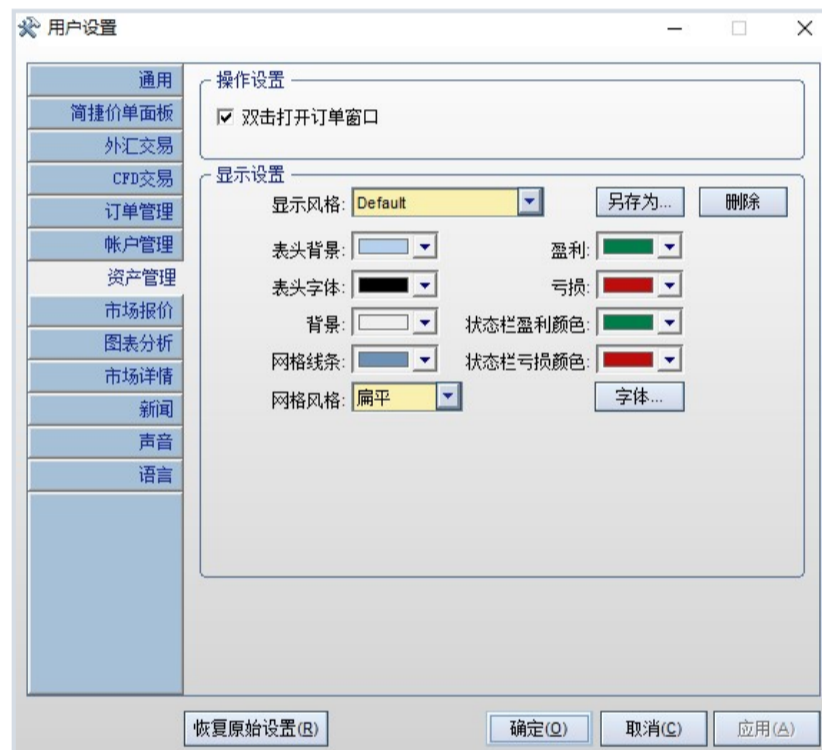 用户设置
通用
简捷价单面板
外汇交易
CFD交易
订单管理
帐户管理
资产管理
市场报价
图表分析
市场详情
新闻
声音
语言
操作设置
双击打开订单窗口
显示设置
显示风格: Default 另存为... 删除
表头背景: 盈利:
表头字体: 亏损:
背景: 状态栏盈利颜色:
网格线条: 状态栏亏损颜色:
网格风格: 扁平 字体...
恢复原始设置(R) 确定(O) 取消(C) 应用(A)